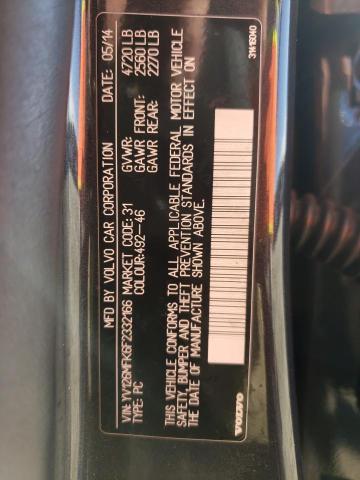 MFD BY VOLVO CAR CORPORATION DATE: 05/14
GVWR: 4720 LB
GAWR FRONT: 2560 LB
GAWR REAR: 2270 LB
VIN: YV126MFK6F2332166 MARKET CODE: 31
TYPE: PC COLOUR:492-46
THIS VEHICLE CONFORMS TO ALL APPLICABLE FEDERAL MOTOR VEHICLE
SAFETY, BUMPER AND THEFT PREVENTION STANDARDS IN EFFECT ON
THE DATE OF MANUFACTURE SHOWN ABOVE.
VOLVO
31416040